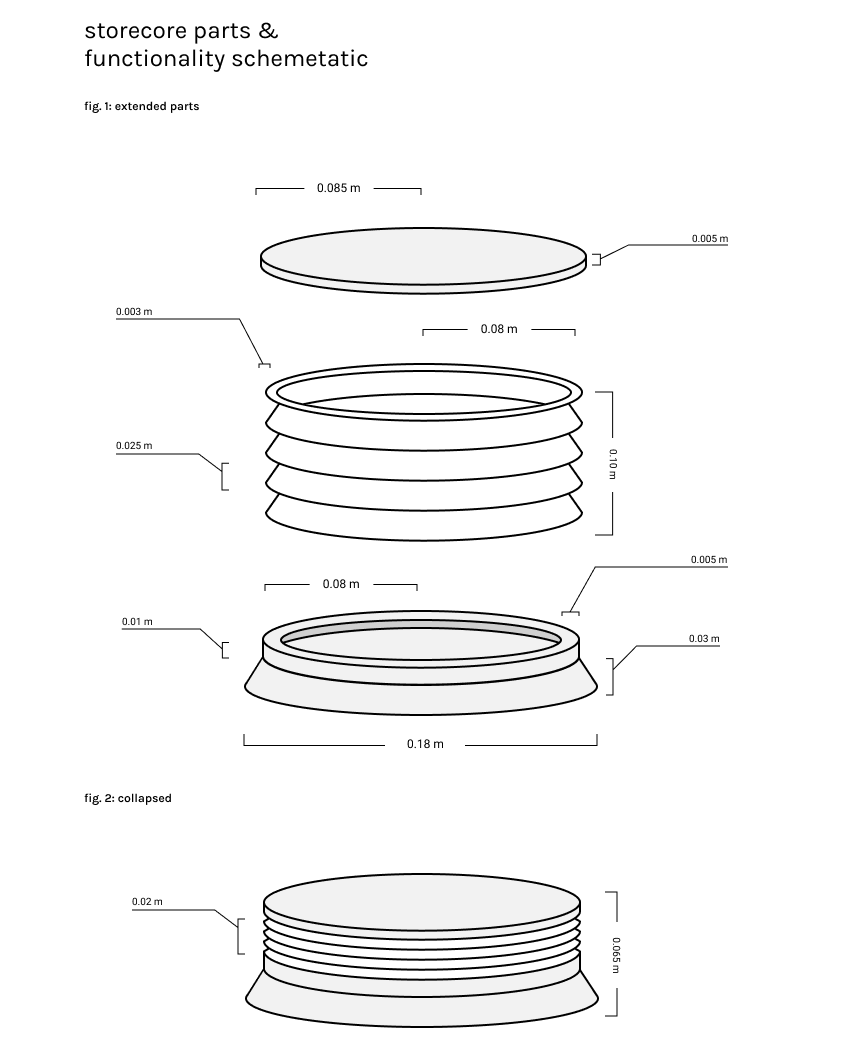 storecore parts &
functionality schemetatic
fig. 1: extended parts
0.085 m
0.005 m
0.003 m
0.08 m
0.025 m
0.10 m
0.005 m
0.08 m
0.01 m
0.03 m
0.18 m
fig. 2: collapsed
0.02 m
0.065 m